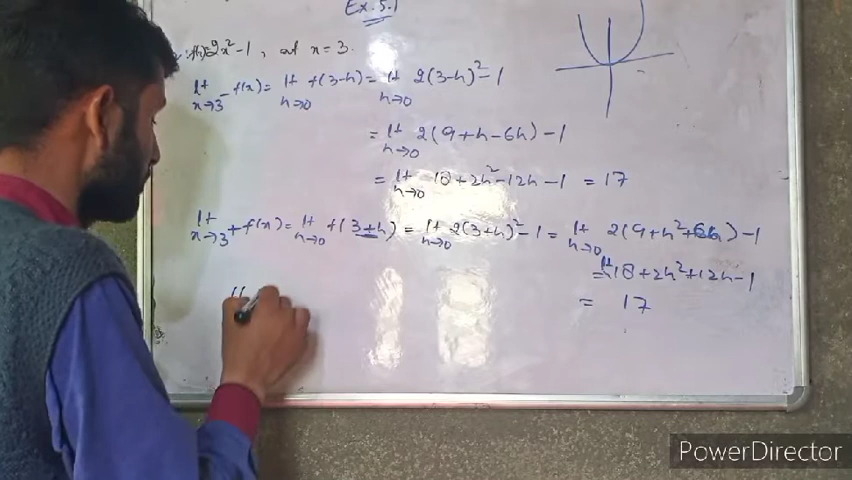 Ex. 5.1
f(x) 2x²-1, at x=3.
lt x→3⁻ f(x) = lt h→0 f(3-h) = lt h→0 2(3-h)²-1
= lt h→0 2(9+h-6h)-1
= lt h→0 18+2h²-12h-1 = 17
lt x→3⁺ f(x) = lt h→0 f(3+h) = lt h→0 2(3+h)²-1 = lt h→0 2(9+h²+6h)-1
= lt 18+2h²+12h-1
= 17
PowerDirector